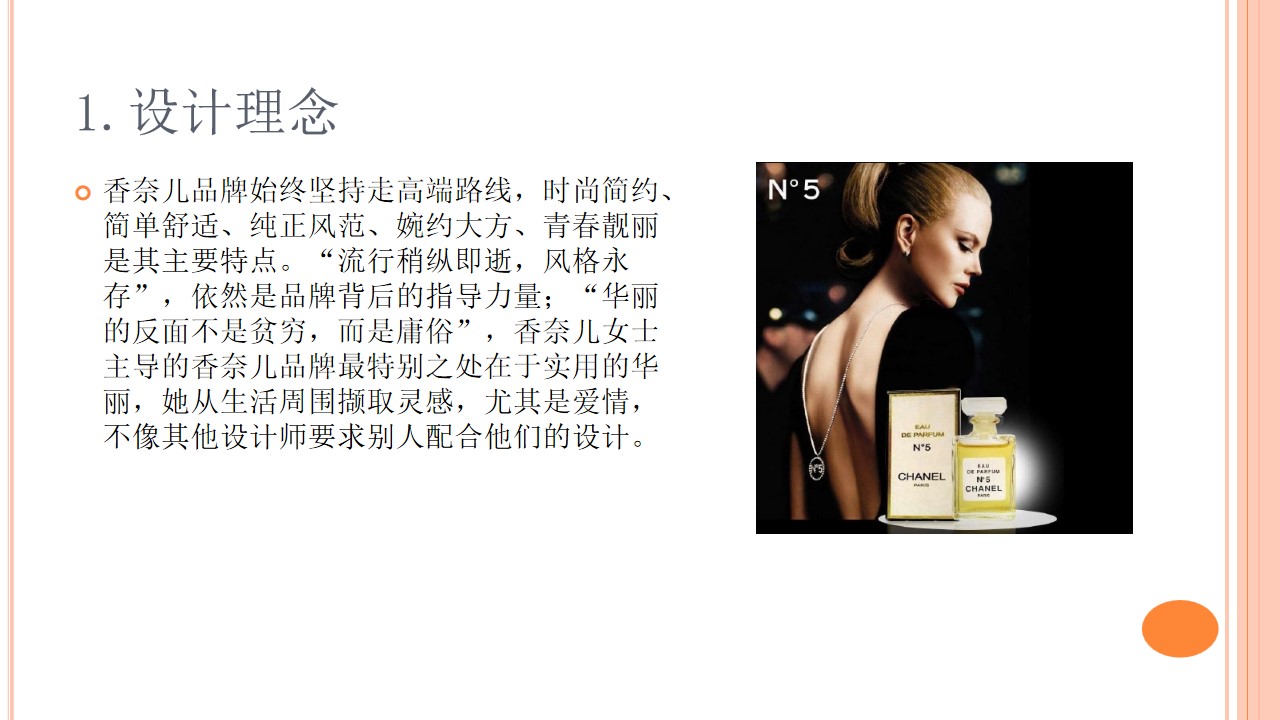 1. 设计理念
香奈儿品牌始终坚持走高端路线，时尚简约、
简单舒适、纯正风范、婉约大方、青春靓丽
是其主要特点。“流行稍纵即逝，风格永
存”，依然是品牌背后的指导力量；“华丽
的反面不是贫穷，而是庸俗”，香奈儿女士
主导的香奈儿品牌最特别之处在于实用的华
丽，她从生活周围撷取灵感，尤其是爱情，
不像其他设计师要求别人配合他们的设计。
N°5
N°5
EAU
DE PARFUM
N°5
CHANEL
PARIS
EAU
DE PARFUM
N°5
CHANEL
PARIS